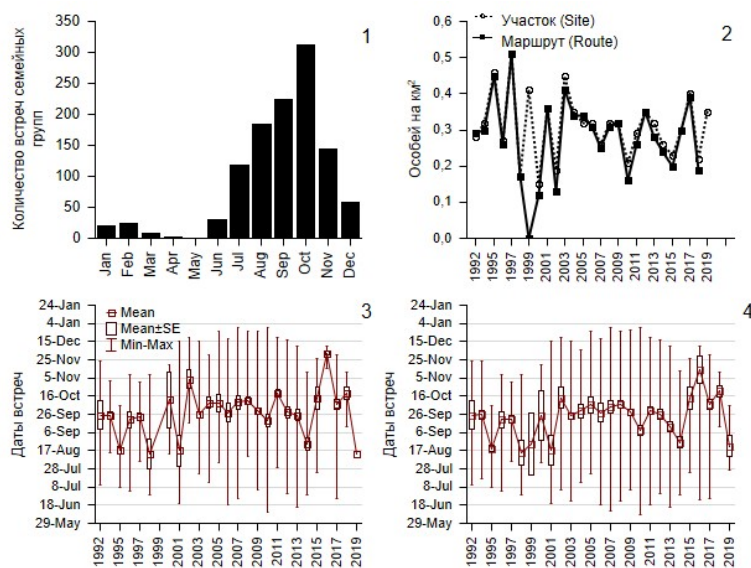 350
300
250
200
150
100
50
0
Количество встреч семейных
групп
Jan
Feb
Mar
Apr
May
Jun
Jul
Aug
Sep
Oct
Nov
Dec
1
0,6
0,5
0,4
0,3
0,2
0,1
0,0
Особей на км²
Участок (Site)
Маршрут (Route)
2
1992
1995
1997
1999
2001
2003
2005
2007
2009
2011
2013
2015
2017
2019
24-Jan
4-Jan
15-Dec
25-Nov
5-Nov
16-Oct
26-Sep
6-Sep
17-Aug
28-Jul
8-Jul
18-Jun
29-May
Даты встреч
Mean
Mean±SE
Min-Max
3
1992
1995
1997
1999
2001
2003
2005
2007
2009
2011
2013
2015
2017
2019
24-Jan
4-Jan
15-Dec
25-Nov
5-Nov
16-Oct
26-Sep
6-Sep
17-Aug
28-Jul
8-Jul
18-Jun
29-May
Даты встреч
4
1992
1995
1997
1999
2001
2003
2005
2007
2009
2011
2013
2015
2017
2019